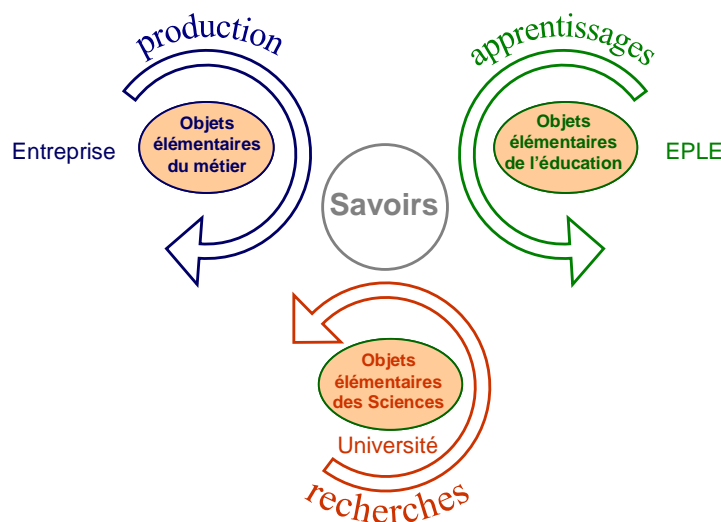 production
Entreprise
Objets
élémentaires
du métier
Savoirs
apprentissages
Objets
élémentaires
de l'éducation
EPLE
Objets
élémentaires
des Sciences
Université
recherches